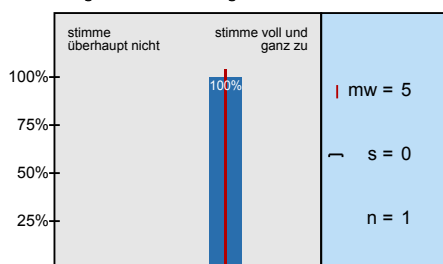 stimme
überhaupt nicht
stimme voll und
ganz zu
100%
75%
50%
25%
100%
mw = 5
s = 0
n = 1